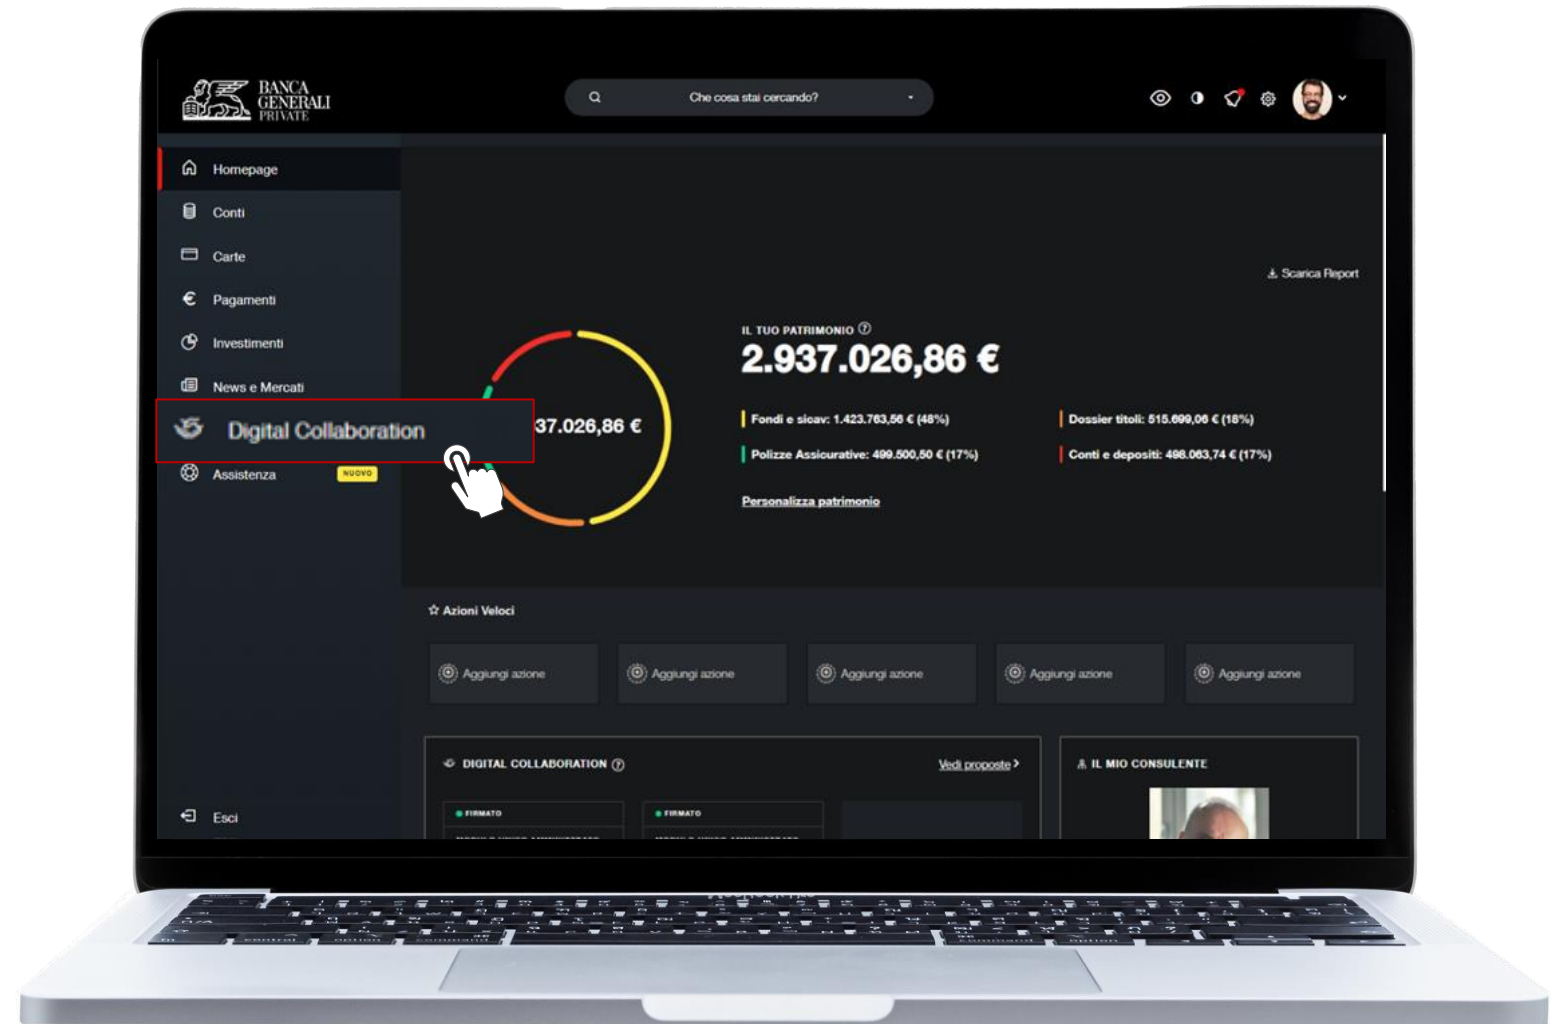 BANCA
GENERALI
PRIVATE
Che cosa stai cercando?
Homepage
Conti
Carte
Pagamenti
Investimenti
News e Mercati
Digital Collaboration
Assistenza
NUOVO
Esci
Scarica Report
37.026,86 €
IL TUO PATRIMONIO
2.937.026,86 €
Fondi e sicav: 1.423.763,56 € (48%)
Dossier titoli: 515.699,06 € (18%)
Polizze Assicurative: 499.500,50 € (17%)
Conti e depositi: 498.063,74 € (17%)
Personalizza patrimonio
Azioni Veloci
Aggiungi azione
Aggiungi azione
Aggiungi azione
Aggiungi azione
Aggiungi azione
DIGITAL COLLABORATION
Vedi proposte
IL MIO CONSULENTE
FIRMATO
FIRMATO